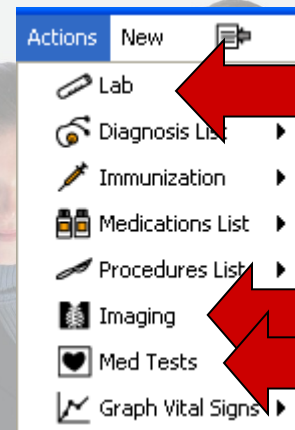 Actions New
Lab
Diagnosis List
Immunization
Medications List
Procedures List
Imaging
Med Tests
Graph Vital Signs